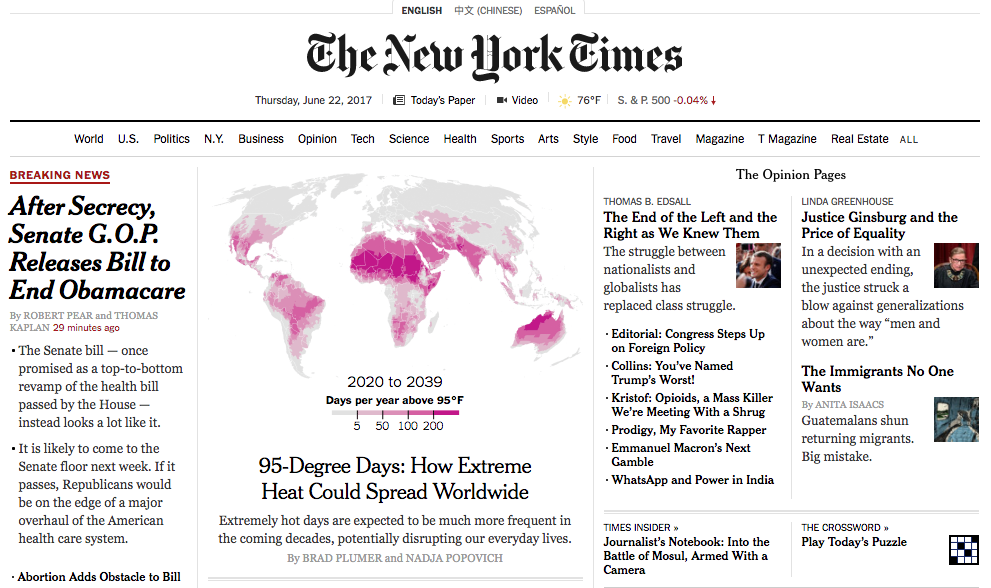 ENGLISH 中文 (CHINESE) ESPAÑOL
The New York Times
Thursday, June 22, 2017 Today's Paper Video 76°F S. & P. 500 -0.04% ↓
World U.S. Politics N.Y. Business Opinion Tech Science Health Sports Arts Style Food Travel Magazine T Magazine Real Estate ALL
BREAKING NEWS
After Secrecy,
Senate G.O.P.
Releases Bill to
End Obamacare
By ROBERT PEAR and THOMAS
KAPLAN 29 minutes ago
• The Senate bill — once
promised as a top-to-bottom
revamp of the health bill
passed by the House —
instead looks a lot like it.
• It is likely to come to the
Senate floor next week. If it
passes, Republicans would
be on the edge of a major
overhaul of the American
health care system.
• Abortion Adds Obstacle to Bill
2020 to 2039
Days per year above 95°F
5 50 100 200
95-Degree Days: How Extreme
Heat Could Spread Worldwide
Extremely hot days are expected to be much more frequent in
the coming decades, potentially disrupting our everyday lives.
By BRAD PLUMER and NADJA POPOVICH
The Opinion Pages
THOMAS B. EDSALL
The End of the Left and the
Right as We Knew Them
The struggle between
nationalists and
globalists has
replaced class struggle.
• Editorial: Congress Steps Up
on Foreign Policy
• Collins: You've Named
Trump's Worst!
• Kristof: Opioids, a Mass Killer
We're Meeting With a Shrug
• Prodigy, My Favorite Rapper
• Emmanuel Macron's Next
Gamble
• WhatsApp and Power in India
LINDA GREENHOUSE
Justice Ginsburg and the
Price of Equality
In a decision with an
unexpected ending,
the justice struck a
blow against generalizations
about the way “men and
women are.”
The Immigrants No One
Wants
By ANITA ISAACS
Guatemalans shun
returning migrants.
Big mistake.
TIMES INSIDER »
Journalist's Notebook: Into the
Battle of Mosul, Armed With a
Camera
THE CROSSWORD »
Play Today's Puzzle